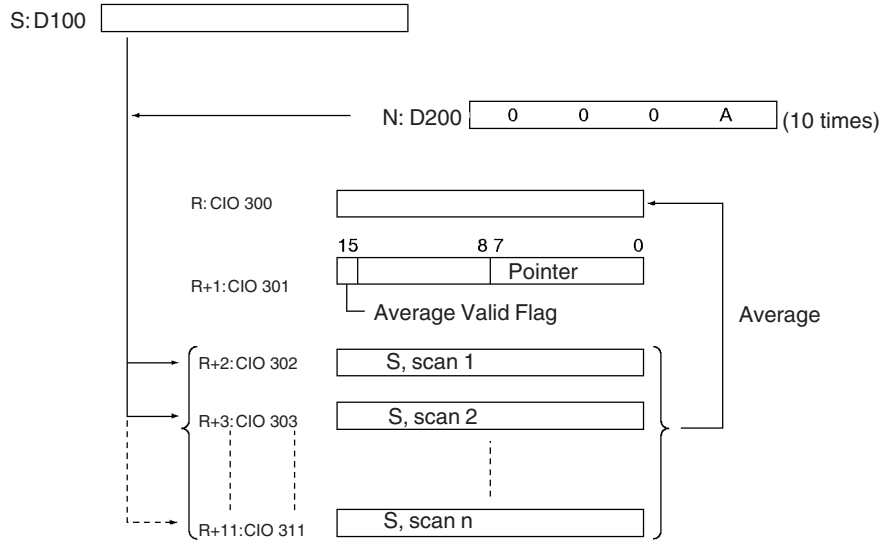 S: D100
N: D200 0 0 0 A (10 times)
R: CIO 300
15 8 7 0
R+1: CIO 301 Pointer
Average Valid Flag
Average
R+2: CIO 302 S, scan 1
R+3: CIO 303 S, scan 2
R+11: CIO 311 S, scan n